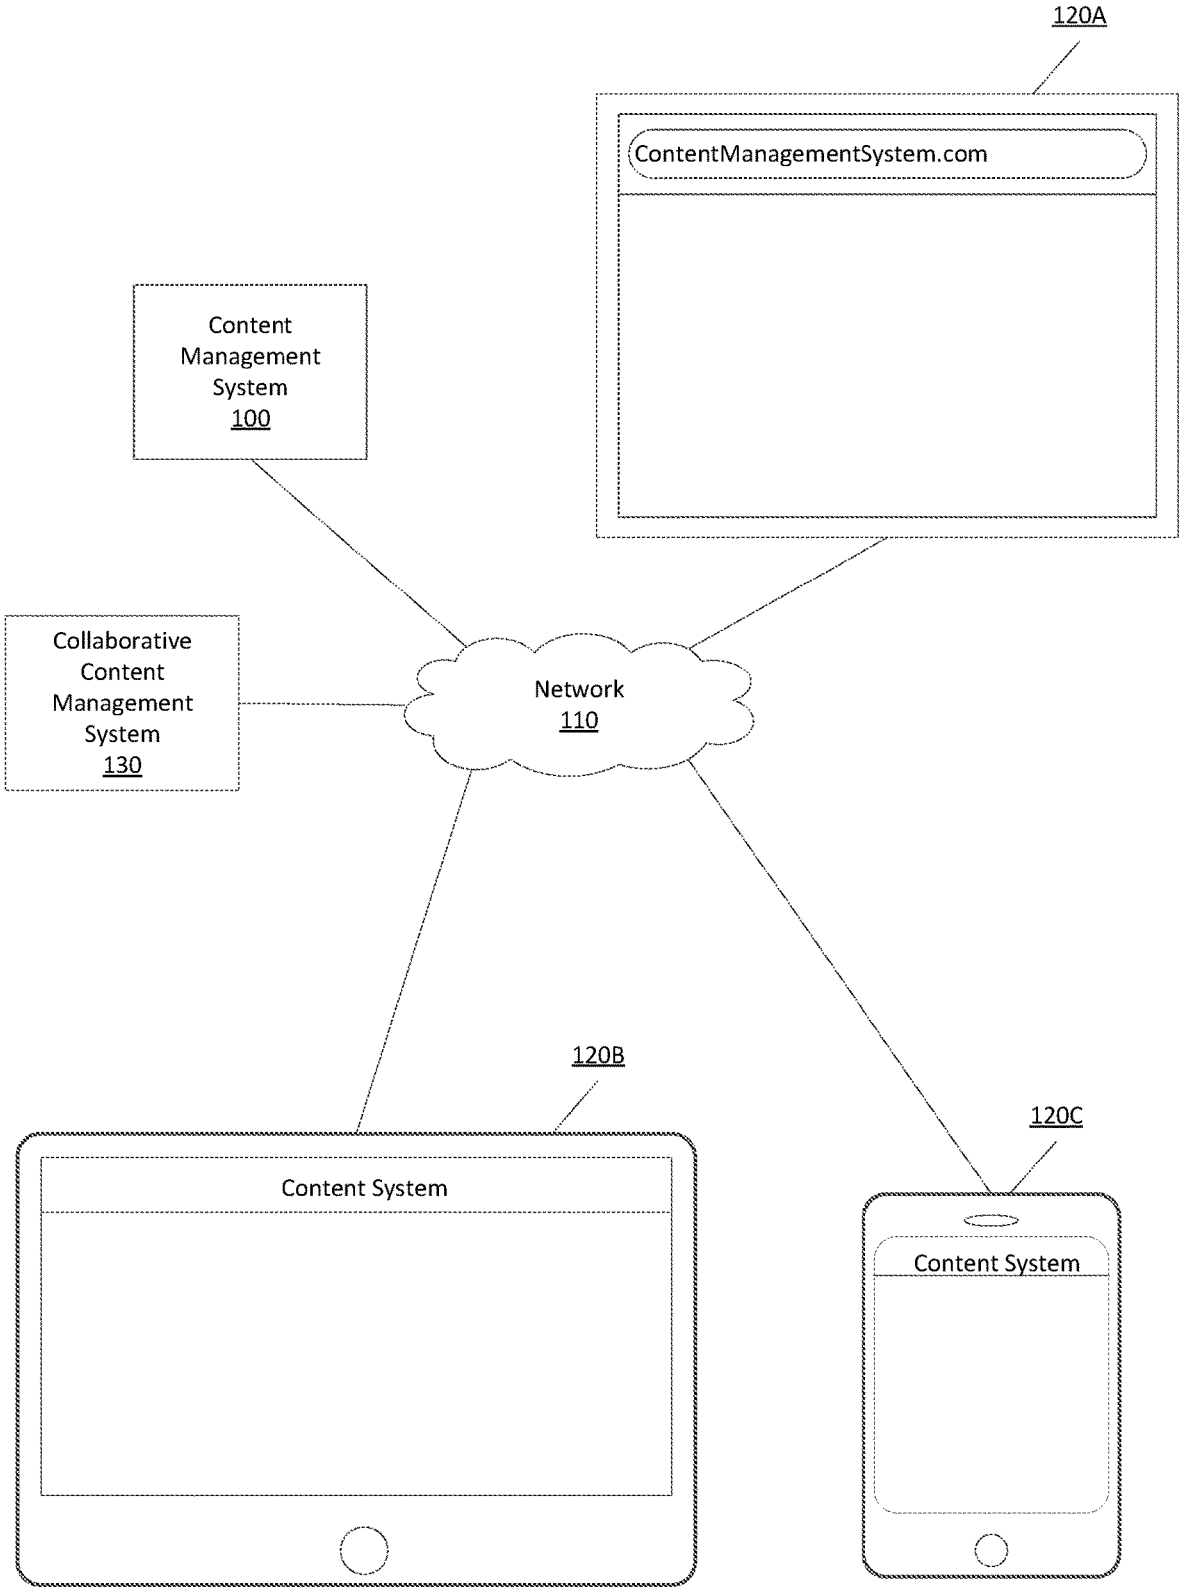 120A
ContentManagementSystem.com
Content
Management
System
100
Collaborative
Content
Management
System
130
Network
110
120B
Content System
120C
Content System